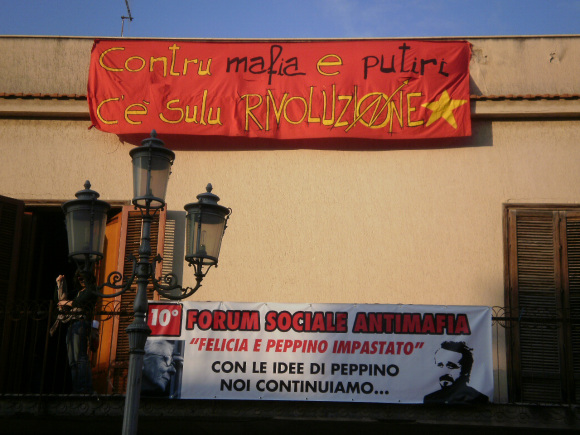 Contru mafia e putiri
C'è sulu RIVOLUZIONE
10° FORUM SOCIALE ANTIMAFIA
"FELICIA E PEPPINO IMPASTATO"
CON LE IDEE DI PEPPINO
NOI CONTINUIAMO...